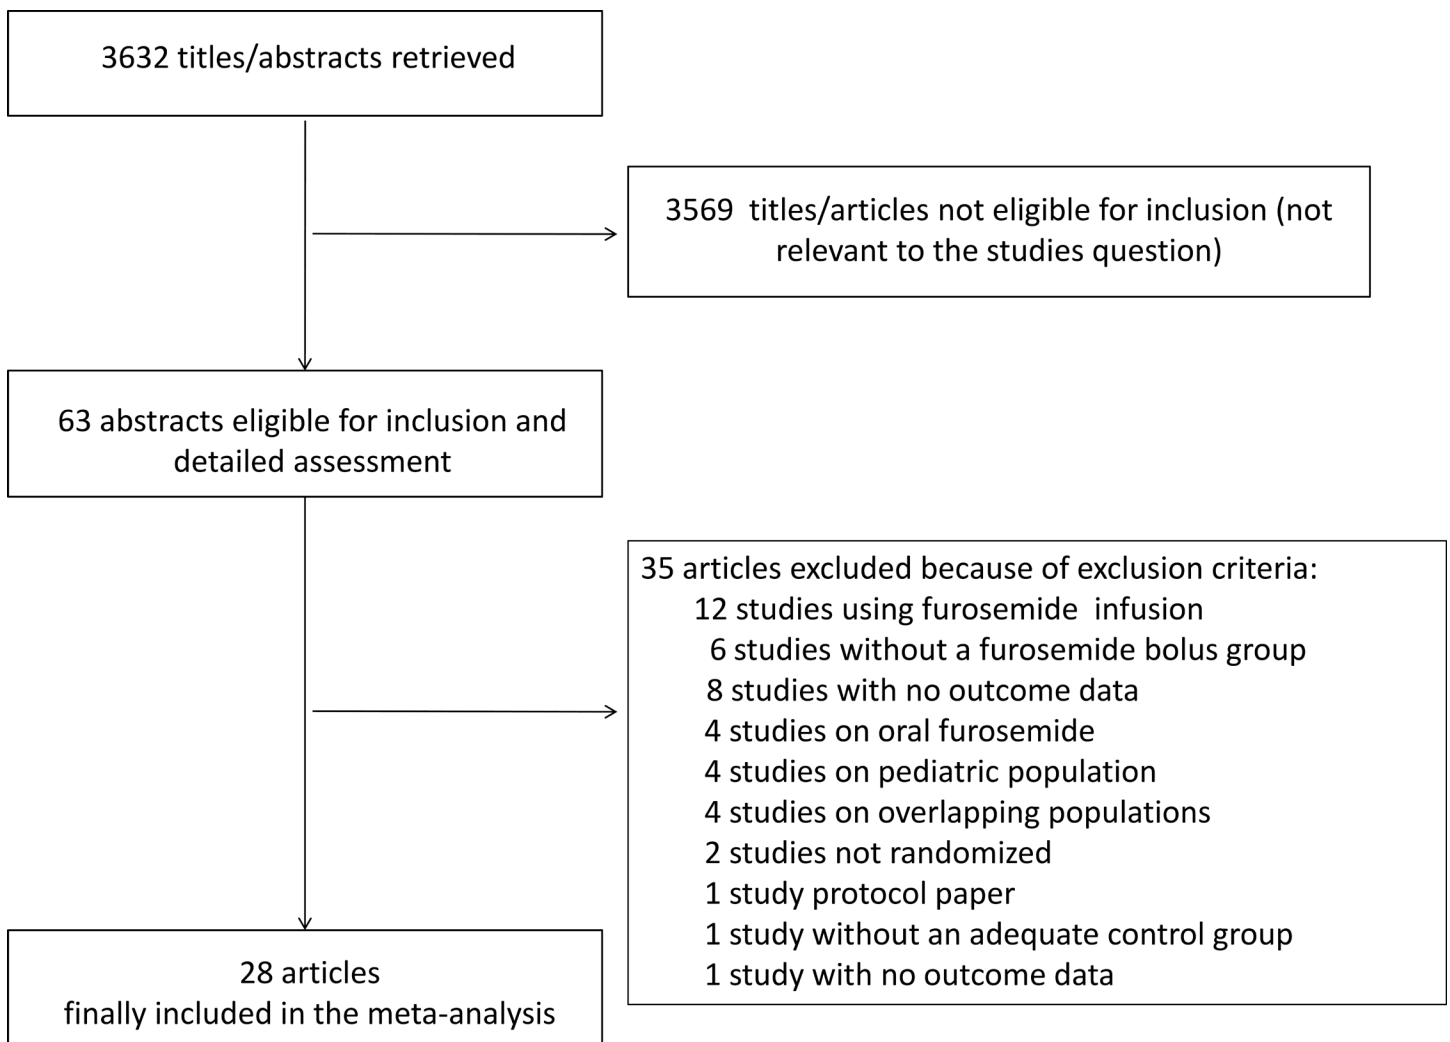 3632 titles/abstracts retrieved
3569 titles/articles not eligible for inclusion (not
relevant to the studies question)
63 abstracts eligible for inclusion and
detailed assessment
35 articles excluded because of exclusion criteria:
12 studies using furosemide infusion
6 studies without a furosemide bolus group
8 studies with no outcome data
4 studies on oral furosemide
4 studies on pediatric population
4 studies on overlapping populations
2 studies not randomized
1 study protocol paper
1 study without an adequate control group
1 study with no outcome data
28 articles
finally included in the meta-analysis